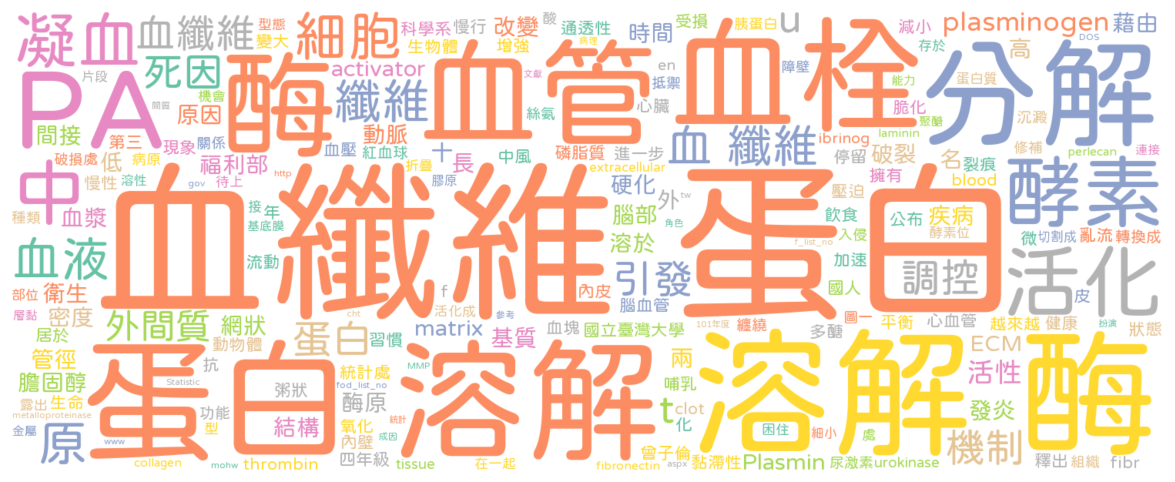 凝血 血纖維 細胞 型態 科學系 慢行 改變 通透性 胰蛋白 酸 u 減小 plasminogen 藉由
變大 死因 生物體 增強 時間 受損 病理 存於 DOS
PA 片段 機會 酶 activator 文獻 血管 en 抵禦 障壁 血栓 能力 脆化 蛋白質 分解
間質 原因 纖維 絲氨 心臟 聚醣 沉澱
間接 第三 現象 關係 血壓 動脈 十 中風 磷脂質 進一步 ibrinog laminin 修補 連接
中 破損處 低 病原 福利部 紅血球 長 折疊 extracellular 血 纖維 停留 破裂 名 裂痕 perlecan 酵素
慢性 溶性 gov 待上 http 膠原 硬化 外 tw 擁有 blood
種類 血漿 接 年 基底膜 血纖維蛋白 腦部 角色 壓迫 飲食 公布 疾病 酵素位 微 切割成 亂流 轉換成
血液 流動 溶於 f_list_no 入侵 加速 調控 活化
部位 衛生 f 內皮 引發 國人 皮
層黏 密度 活化成 腦血管
居於 外間質 網狀 cht 參考 matrix 基質 血塊 國立臺灣大學 101年度 纏繞 圖一 平衡 心血管 越來越 健康 狀態 扮演
管徑 動物體 蛋白 習慣 多醣 ECM
膽固醇 抗 統計處 MMP 兩 哺乳 活性
露出 生命 Statistic 粥狀 fod_list_no 蛋白溶解 溶解酶 t clot 發炎
metalloproteinase 功能 酶原 化
金屬 原 型 結構 氧化 統計 成因 困住 細小 處 機制
www 內壁 曾子倫
collagen mohw thrombin 四年級 tissue 在一起 fibronectin aspx 黏滯性 Plasmin 尿激素 urokinase 釋出 組織 fibr